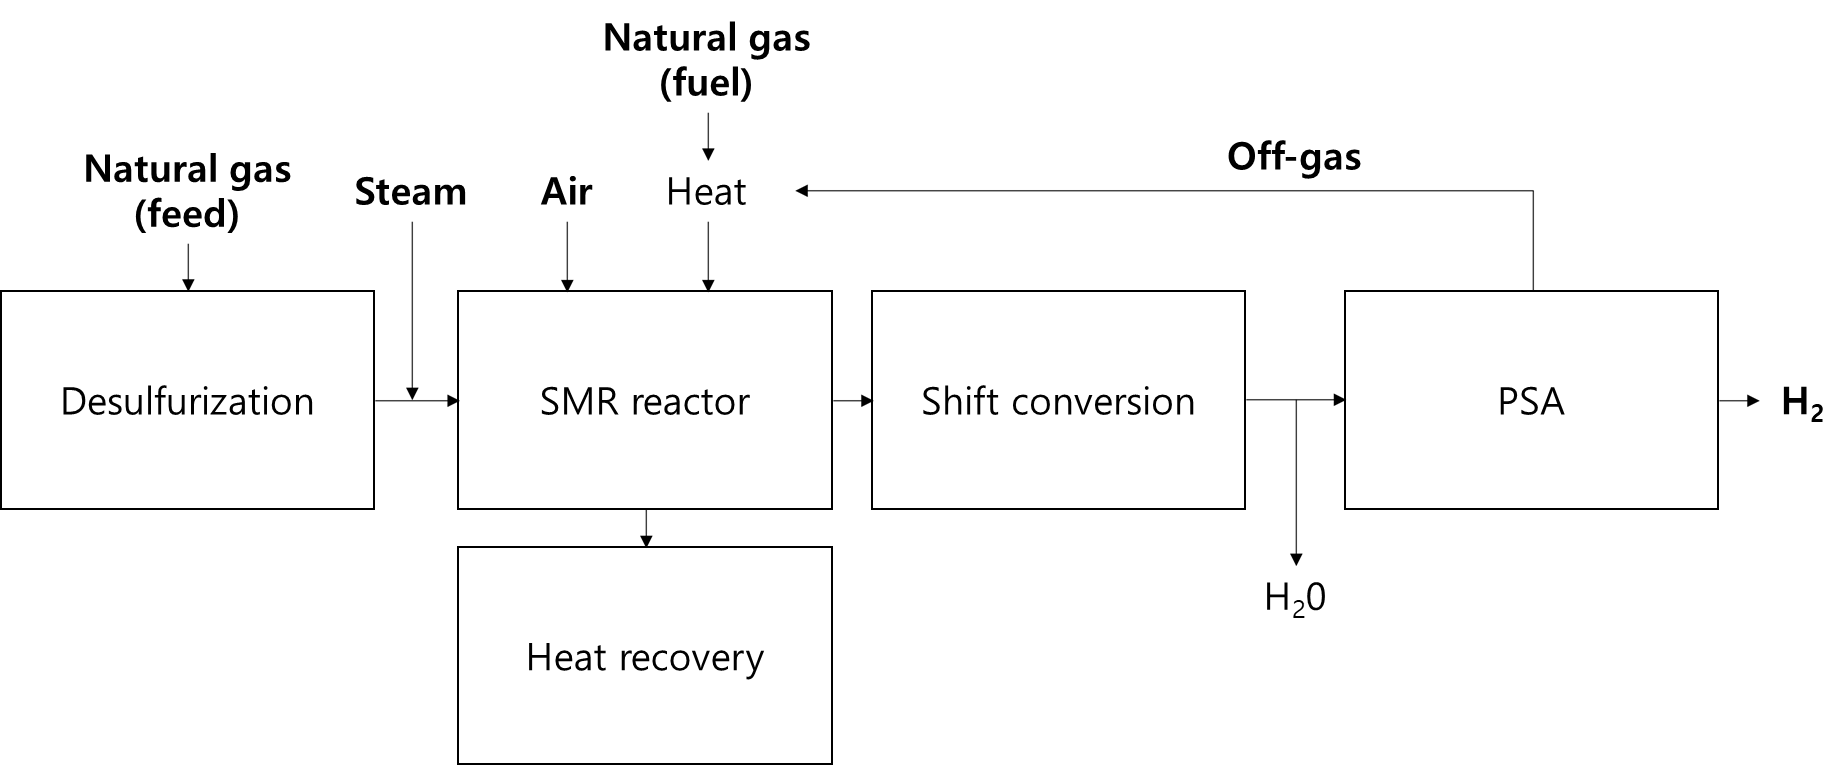 Natural gas
(fuel)
Off-gas
Natural gas
(feed)
Steam
Air
Heat
Desulfurization
SMR reactor
Shift conversion
PSA
H₂
H₂0
Heat recovery